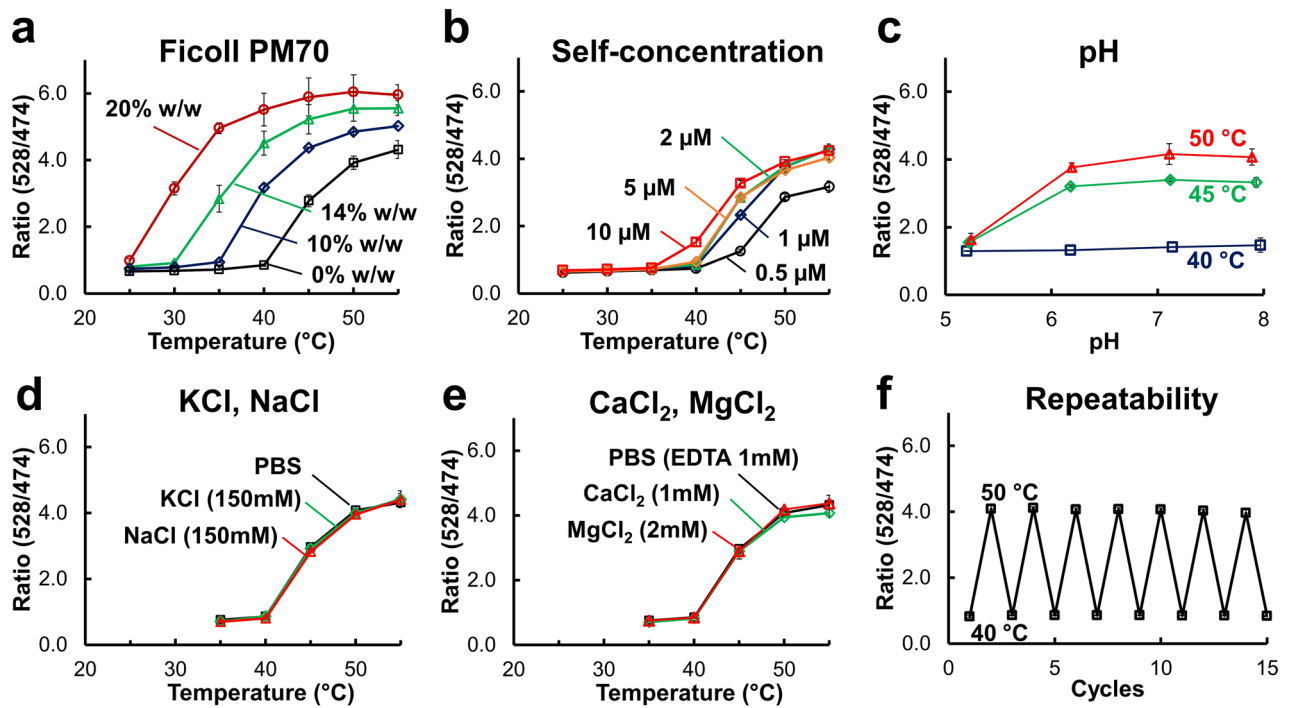 a
Ficoll PM70
Ratio (528/474)
6.0
4.0
2.0
0.0
20% w/w
14% w/w
10% w/w
0% w/w
20 30 40 50
Temperature (°C)
b
Self-concentration
Ratio (528/474)
6.0
4.0
2.0
0.0
2 μM
5 μM
10 μM
1 μM
0.5 μM
20 30 40 50
Temperature (°C)
c
pH
Ratio (528/474)
6.0
4.0
2.0
0.0
50 °C
45 °C
40 °C
5 6 7 8
pH
d
KCl, NaCl
Ratio (528/474)
6.0
4.0
2.0
0.0
PBS
KCl (150mM)
NaCl (150mM)
20 30 40 50
Temperature (°C)
e
CaCl₂, MgCl₂
Ratio (528/474)
6.0
4.0
2.0
0.0
PBS (EDTA 1mM)
CaCl₂ (1mM)
MgCl₂ (2mM)
20 30 40 50
Temperature (°C)
f
Repeatability
Ratio (528/474)
6.0
4.0
2.0
0.0
50 °C
40 °C
0 5 10 15
Cycles